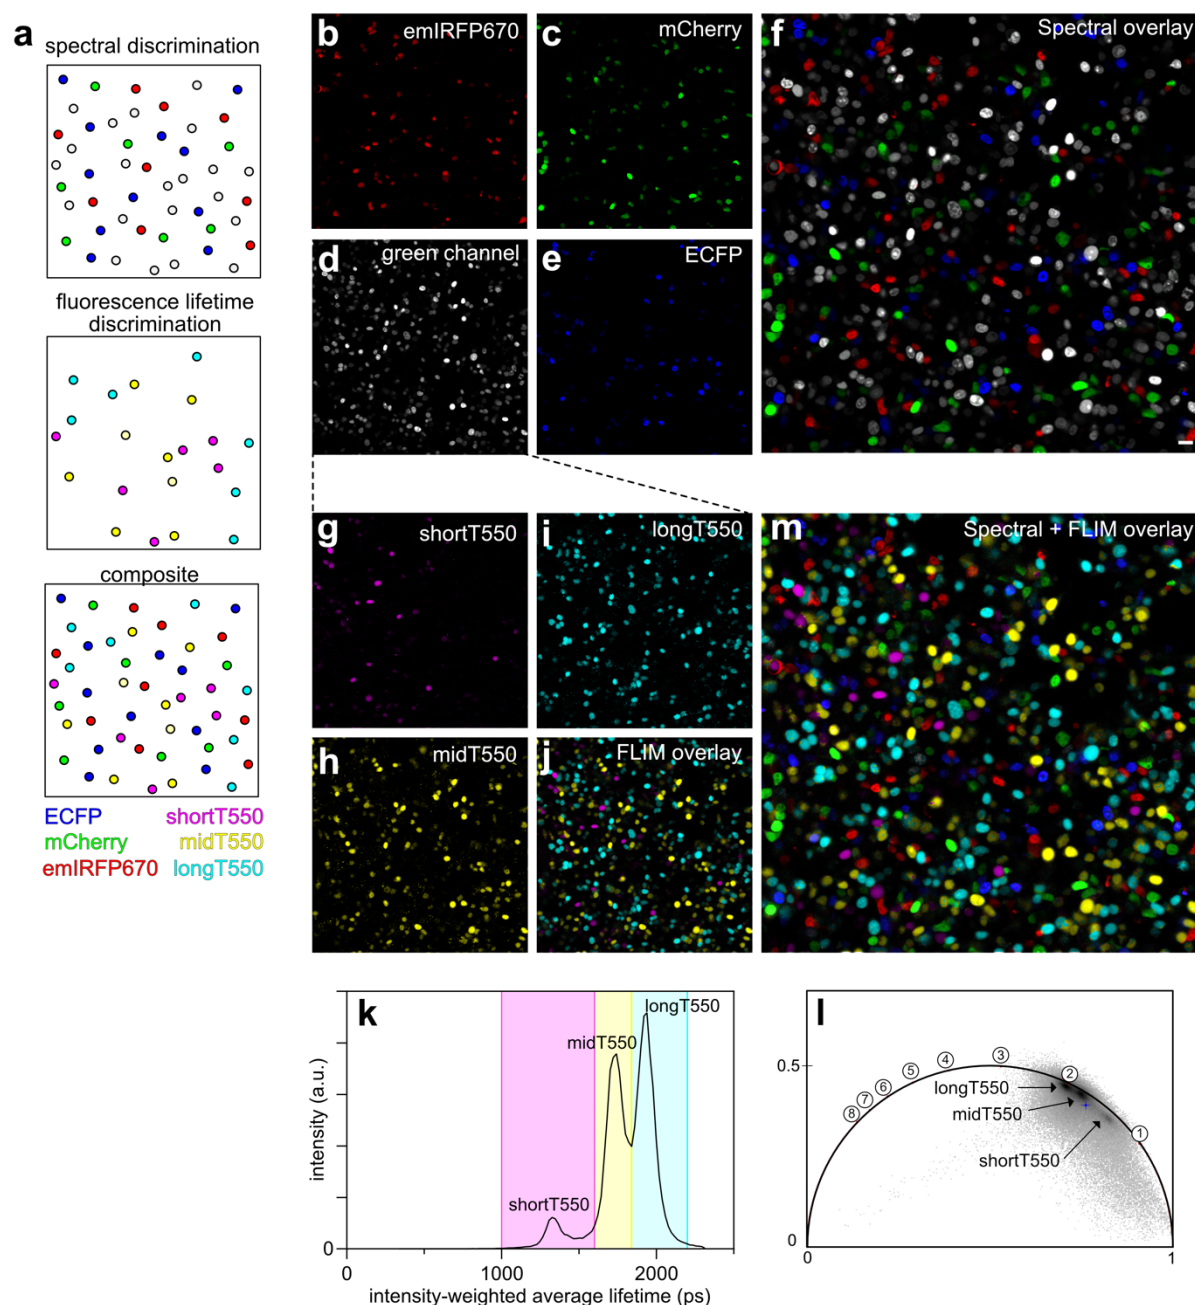 a
spectral discrimination
fluorescence lifetime
discrimination
composite
ECFP
shortT550
mCherry
midT550
emIRFP670
longT550
b
emIRFP670
c
mCherry
f
Spectral overlay
d
green channel
e
ECFP
g
shortT550
i
longT550
m
Spectral + FLIM overlay
h
midT550
j
FLIM overlay
k
longT550
midT550
shortT550
intensity (a.u.)
0
0
1000
2000
intensity-weighted average lifetime (ps)
l
0.5
8
7
6
5
4
3
2
1
longT550
midT550
shortT550
0
0
1